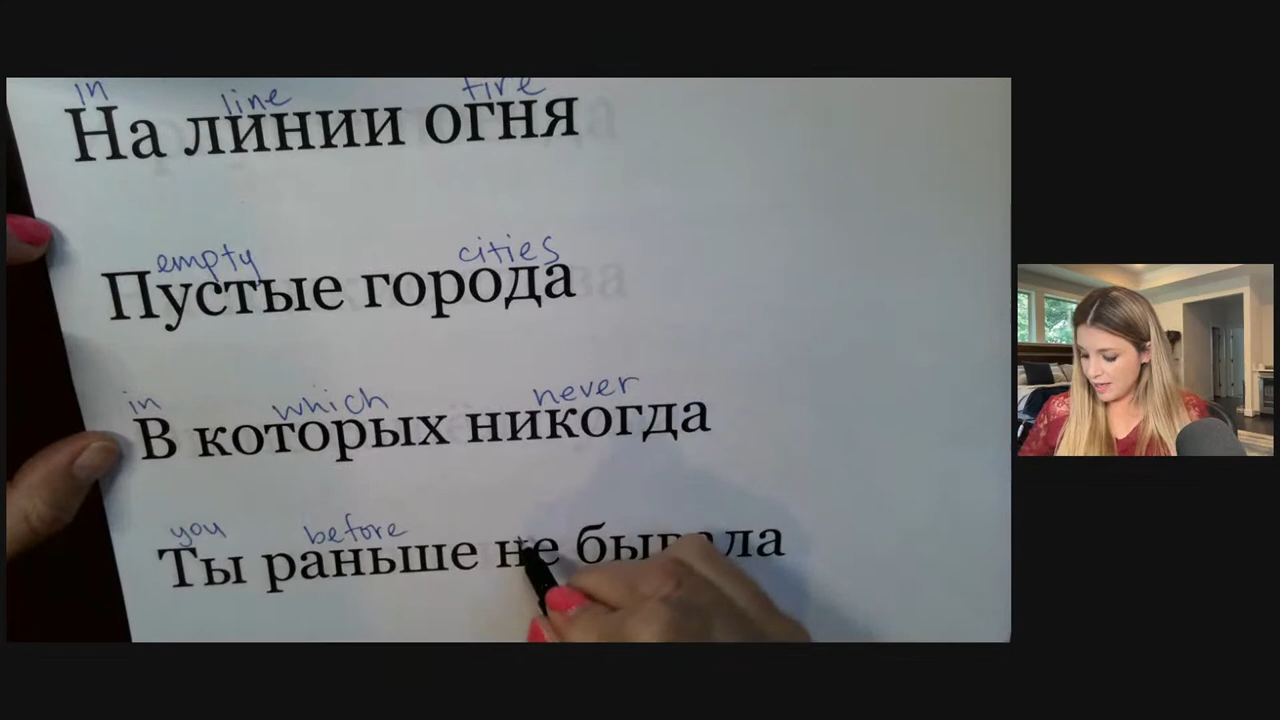 in line fire
На линии огня
empty cities
Пустые города
in which never
В которых никогда
you before
Ты раньше не бывала